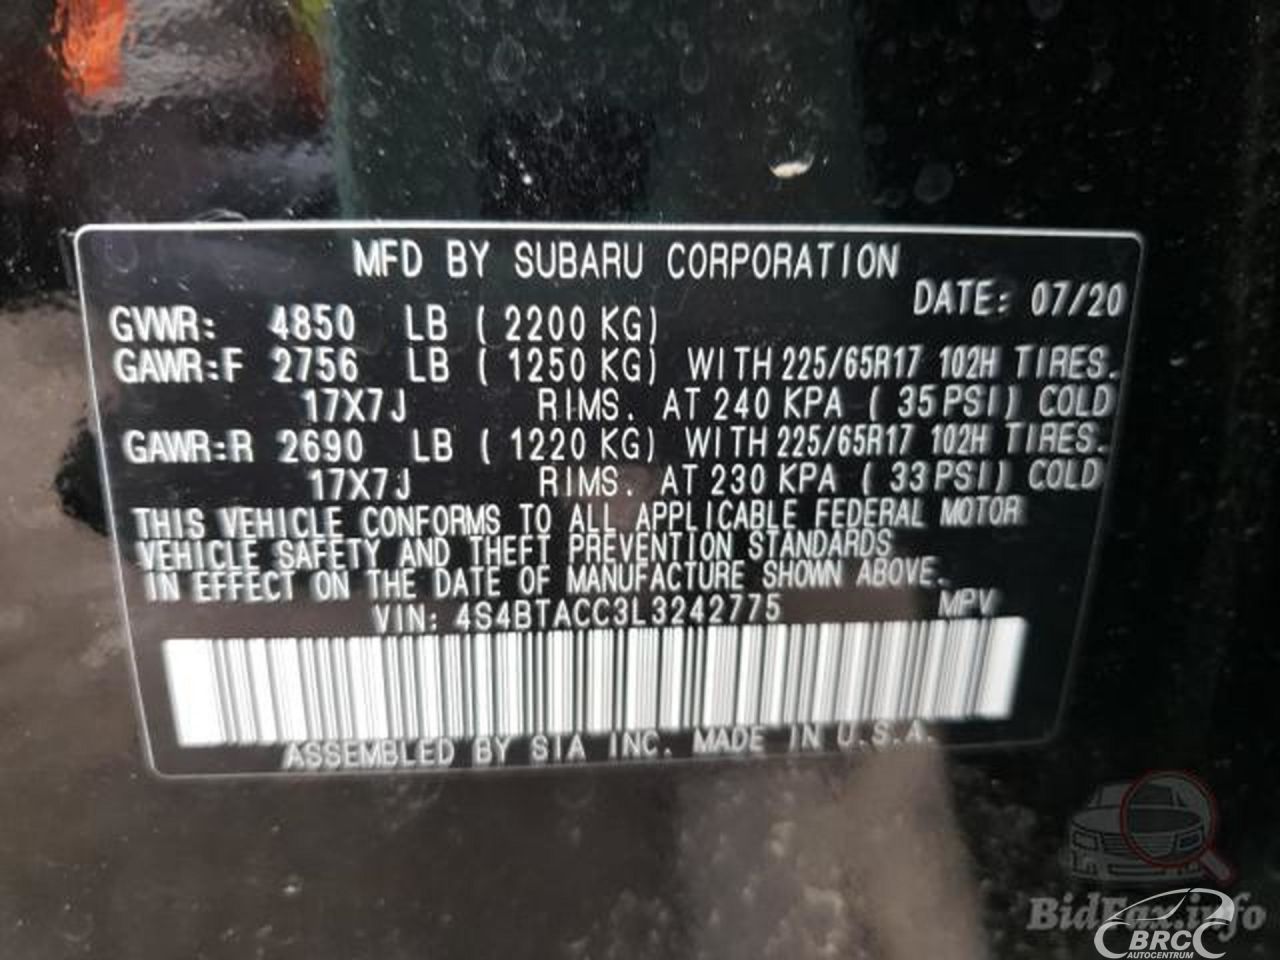 MFD BY SUBARU CORPORATION
DATE: 07/20
GVWR: 4850 LB ( 2200 KG)
GAWR:F 2756 LB ( 1250 KG) WITH 225/65R17 102H TIRES.
17X7J RIMS. AT 240 KPA ( 35 PSI) COLD
GAWR:R 2690 LB ( 1220 KG) WITH 225/65R17 102H TIRES.
17X7J RIMS. AT 230 KPA ( 33 PSI) COLD
THIS VEHICLE CONFORMS TO ALL APPLICABLE FEDERAL MOTOR
VEHICLE SAFETY AND THEFT PREVENTION STANDARDS
IN EFFECT ON THE DATE OF MANUFACTURE SHOWN ABOVE.
VIN: 4S4BTACC3L3242775 MPV
ASSEMBLED BY SIA INC. MADE IN U.S.A.
BidFax.info
BRC
AUTOCENTRUM